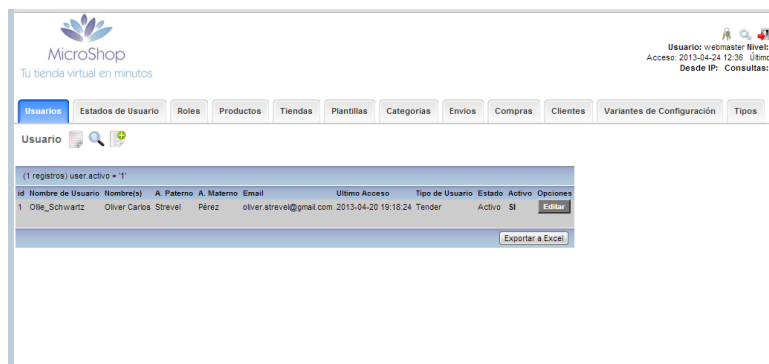 MicroShop
Tu tienda virtual en minutos
Usuario: webmaster Nivel:
Acceso: 2013-04-24 12:36 Último
Desde IP: Consultas:
Usuarios Estados de Usuario Roles Productos Tiendas Plantillas Categorias Envios Compras Clientes Variantes de Configuración Tipos
Usuario
(1 registros) user.activo = '1'
id Nombre de Usuario Nombre(s) A. Paterno A. Materno Email Ultimo Acceso Tipo de Usuario Estado Activo Opciones
1 Ollie_Schwartz Oliver Carlos Strevel Pérez oliver.strevel@gmail.com 2013-04-20 19:18:24 Tender Activo SI Editar
Exportar a Excel